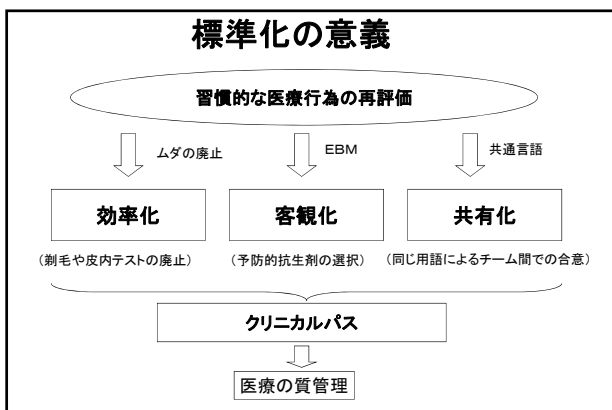 標準化の意義
習慣的な医療行為の再評価
ムダの廃止
EBM
共通言語
効率化
客観化
共有化
(剃毛や皮内テストの廃止)
(予防的抗生剤の選択)
(同じ用語によるチーム間での合意)
クリニカルパス
医療の質管理